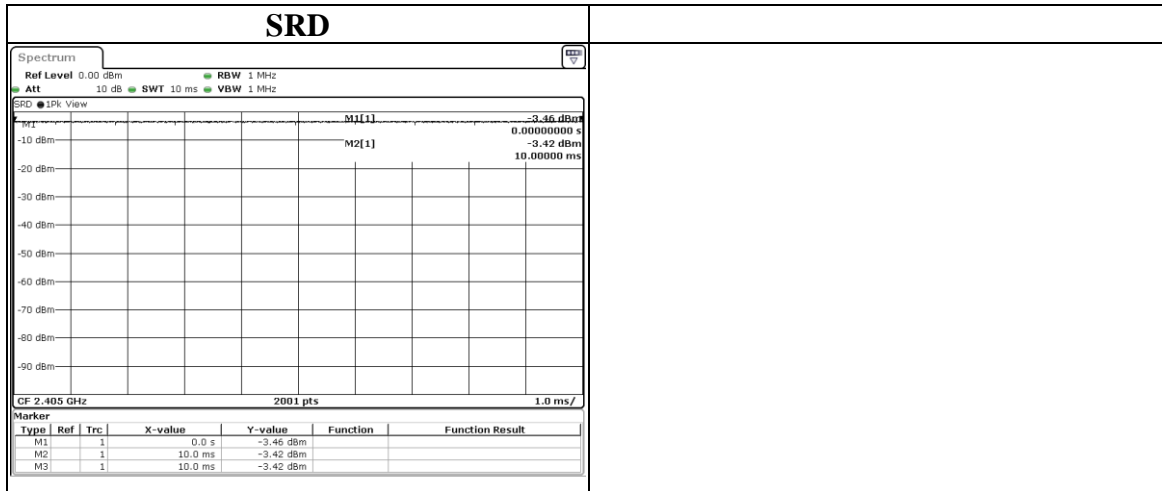 SRD
Spectrum
Ref Level 0.00 dBm RBW 1 MHz
Att 10 dB SWT 10 ms VBW 1 MHz
SRD 1Pk View
M1 M1[1] -3.46 dBm
0.00000000 s
-10 dBm M2[1] -3.42 dBm
10.00000 ms
-20 dBm
-30 dBm
-40 dBm
-50 dBm
-60 dBm
-70 dBm
-80 dBm
-90 dBm
CF 2.405 GHz 2001 pts 1.0 ms/
Marker
Type Ref Trc X-value Y-value Function Function Result
M1 1 0.0 s -3.46 dBm
M2 1 10.0 ms -3.42 dBm
M3 1 10.0 ms -3.42 dBm